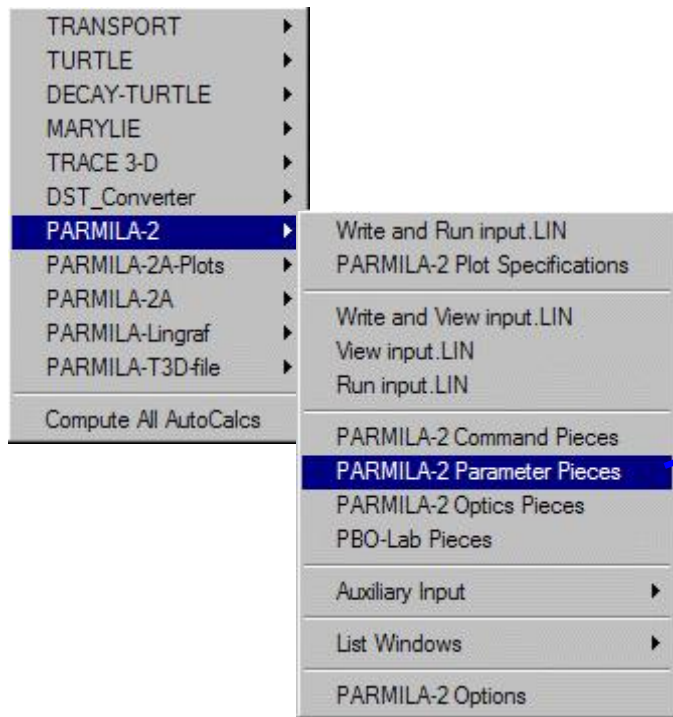 TRANSPORT
TURTLE
DECAY-TURTLE
MARYLIE
TRACE 3-D
DST_Converter
PARMILA-2
PARMILA-2A-Plots
PARMILA-2A
PARMILA-Lingraf
PARMILA-T3D-file
Compute All AutoCalcs
Write and Run input.LIN
PARMILA-2 Plot Specifications
Write and View input.LIN
View input.LIN
Run input.LIN
PARMILA-2 Command Pieces
PARMILA-2 Parameter Pieces
PARMILA-2 Optics Pieces
PBO-Lab Pieces
Auxiliary Input
List Windows
PARMILA-2 Options